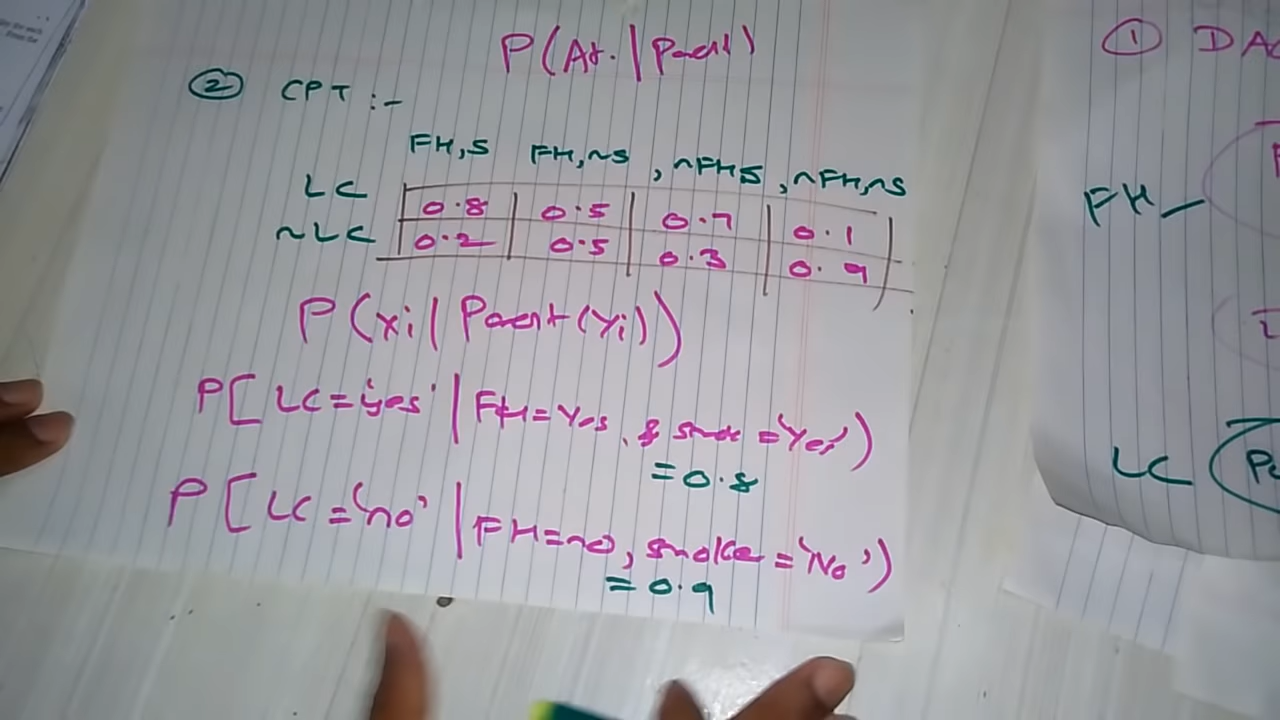 P(At. | Parent)
② CPT :-
FH,S FH,~S , ~FH S , ~FH,~S
LC 0.8 0.5 0.7 0.1
~LC 0.2 0.5 0.3 0.9
P(xi | Parent(Yi))
P[ LC = 'yes' | FH = Yes, & smoke = 'Yes')
= 0.8
P[ LC = 'no' | FH = no, smoke = 'No')
= 0.9
① DA
FH
LC